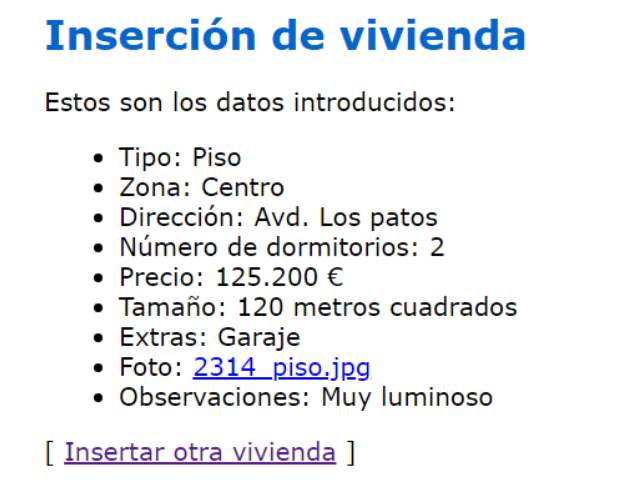 Inserción de vivienda
Estos son los datos introducidos:
• Tipo: Piso
• Zona: Centro
• Dirección: Avd. Los patos
• Número de dormitorios: 2
• Precio: 125.200 €
• Tamaño: 120 metros cuadrados
• Extras: Garaje
• Foto: 2314_piso.jpg
• Observaciones: Muy luminoso
[ Insertar otra vivienda ]